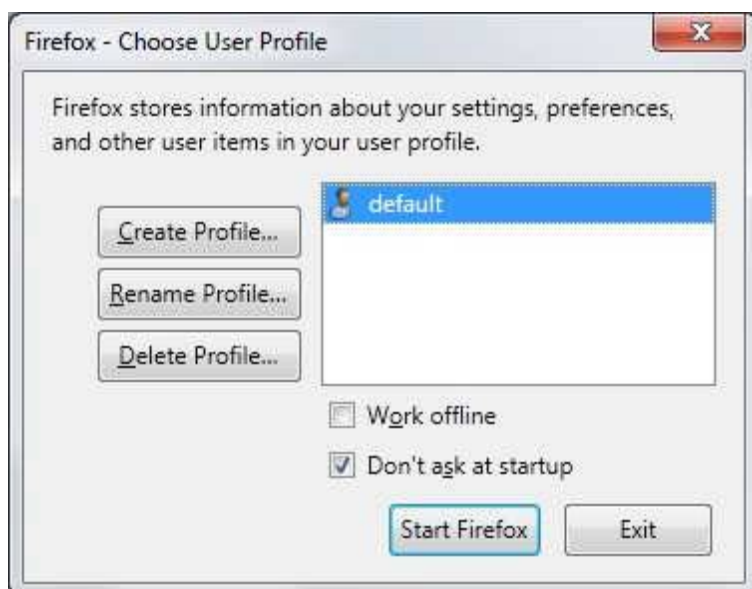 Firefox - Choose User Profile
Firefox stores information about your settings, preferences,
and other user items in your user profile.
default
Create Profile...
Rename Profile...
Delete Profile...
Work offline
Don't ask at startup
Start Firefox
Exit